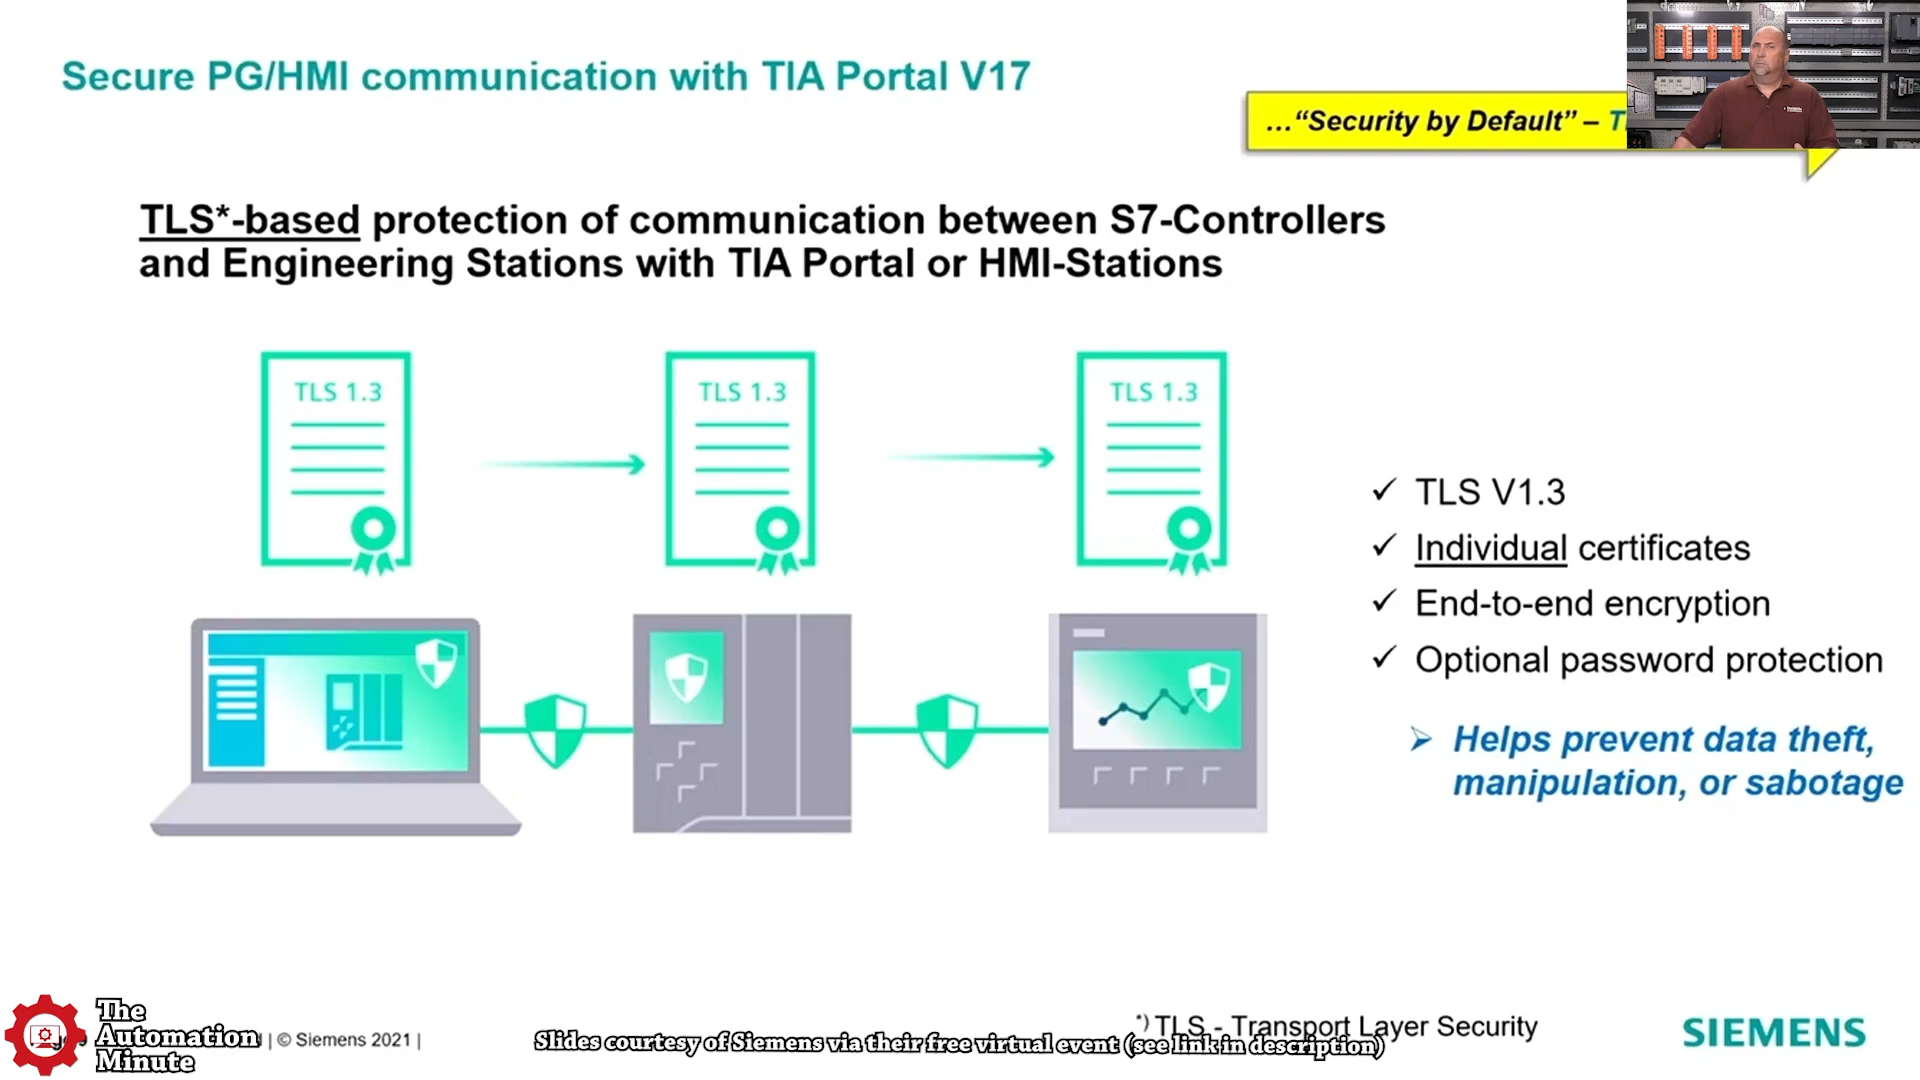 Secure PG/HMI communication with TIA Portal V17
…“Security by Default” –
TLS*-based protection of communication between S7-Controllers
and Engineering Stations with TIA Portal or HMI-Stations
TLS 1.3
TLS 1.3
TLS 1.3
✓ TLS V1.3
✓ Individual certificates
✓ End-to-end encryption
✓ Optional password protection
➢ Helps prevent data theft,
manipulation, or sabotage
The
Automation
Minute
| © Siemens 2021 |
Slides courtesy of Siemens via their free virtual event (see link in description)
*) TLS - Transport Layer Security
SIEMENS